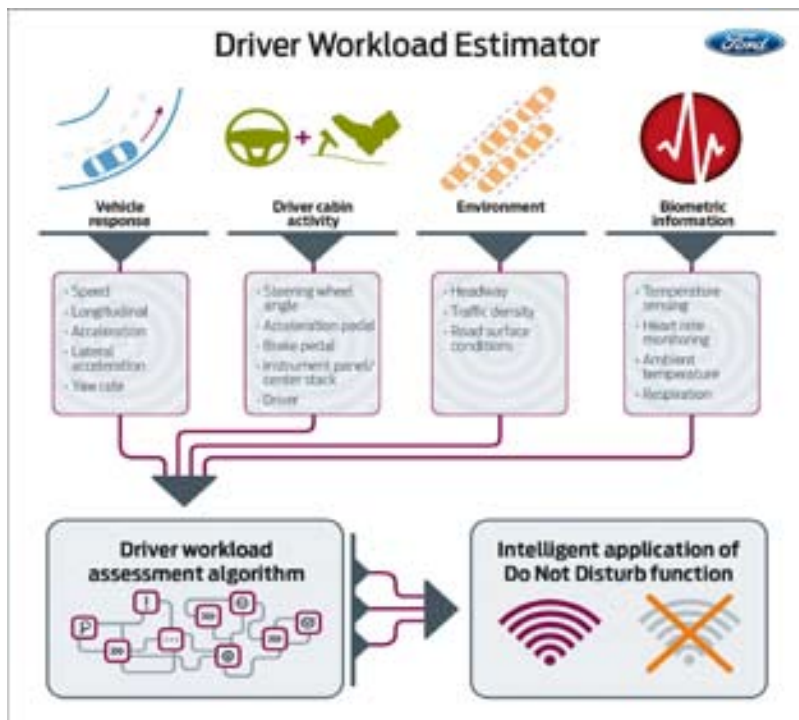 Driver Workload Estimator
Ford
Vehicle
response
Driver cabin
activity
Environment
Biometric
information
• Speed
• Longitudinal
• Acceleration
• Lateral
acceleration
• Yaw rate
• Steering wheel
angle
• Acceleration pedal
• Brake pedal
• Instrument panel/
center stack
• Driver
• Headway
• Traffic density
• Road surface
conditions
• Temperature
sensing
• Heart rate
monitoring
• Ambient
temperature
• Respiration
Driver workload
assessment algorithm
Intelligent application of
Do Not Disturb function